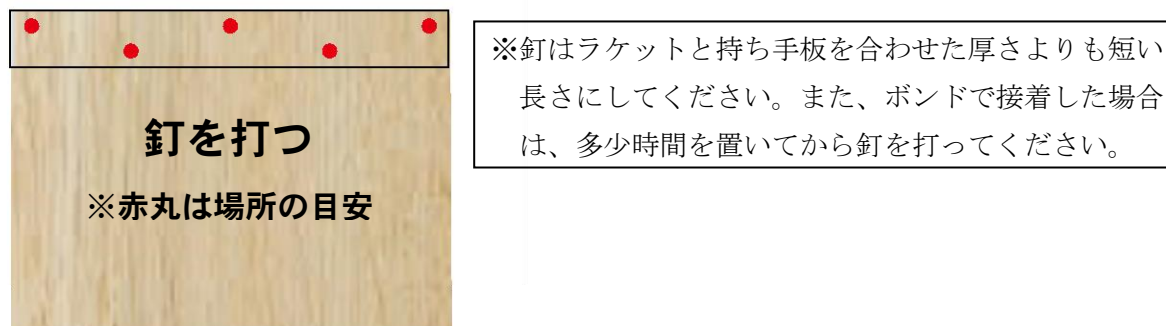 釘を打つ
※赤丸は場所の目安
※釘はラケットと持ち手板を合わせた厚さよりも短い
長さにしてください。また、ボンドで接着した場合
は、多少時間を置いてから釘を打ってください。